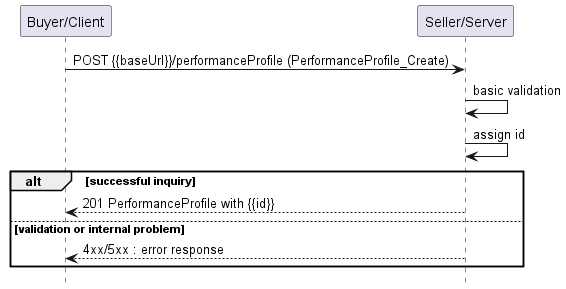 Buyer/Client
Seller/Server
POST {{baseUrl}}/performanceProfile (PerformanceProfile_Create)
basic validation
assign id
alt [successful inquiry]
201 PerformanceProfile with {{id}}
[validation or internal problem]
4xx/5xx : error response